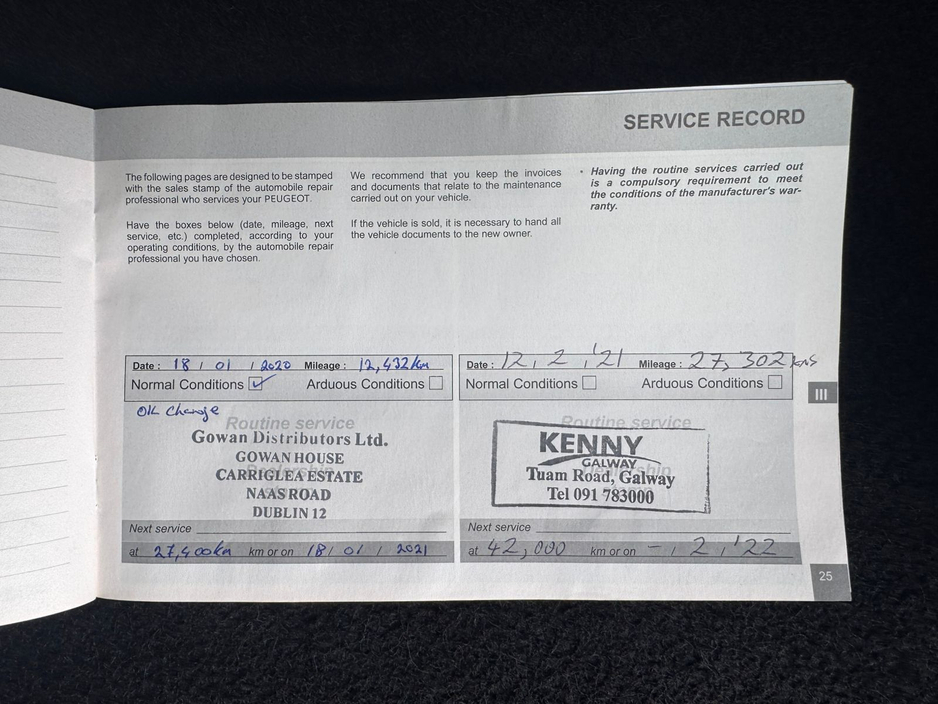 SERVICE RECORD
The following pages are designed to be stamped
with the sales stamp of the automobile repair
professional who services your PEUGEOT.
Have the boxes below (date, mileage, next
service, etc.) completed, according to your
operating conditions, by the automobile repair
professional you have chosen.
We recommend that you keep the invoices
and documents that relate to the maintenance
carried out on your vehicle.
If the vehicle is sold, it is necessary to hand all
the vehicle documents to the new owner.
• Having the routine services carried out
is a compulsory requirement to meet
the conditions of the manufacturer's war-
ranty.
Date : 18 / 01 / 2020 Mileage : 12,432/km
Normal Conditions Arduous Conditions
OIL Change
Routine service
Gowan Distributors Ltd.
GOWAN HOUSE
CARRIGLEA ESTATE
NAAS ROAD
DUBLIN 12
Next service
at 27,400km km or on 18 / 01 / 2021
Date : 12 / 2 / '21 Mileage : 27,302 kms
Normal Conditions Arduous Conditions
Routine service
KENNY
GALWAY
Tuam Road, Galway
Tel 091 783000
Next service
at 42,000 km or on - / 2 / '22
III
25